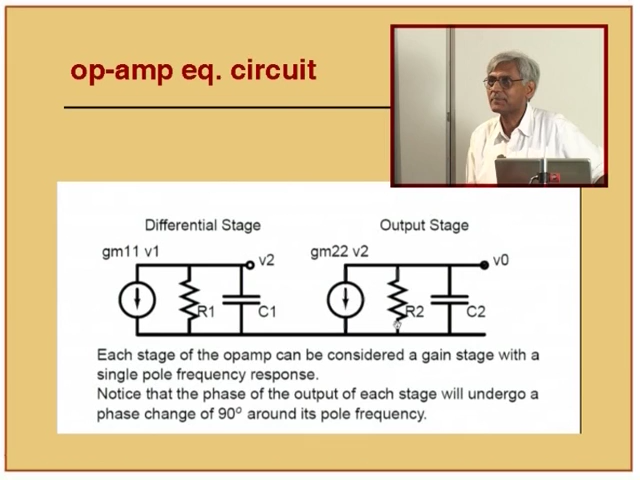 op-amp eq. circuit
Differential Stage
Output Stage
gm11 v1
v2
gm22 v2
v0
R1
C1
R2
C2
Each stage of the opamp can be considered a gain stage with a
single pole frequency response.
Notice that the phase of the output of each stage will undergo a
phase change of 90º around its pole frequency.